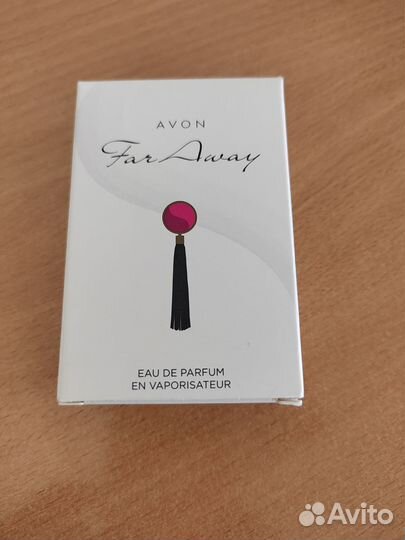 AVON
Far Away
EAU DE PARFUM
EN VAPORISATEUR
Avito